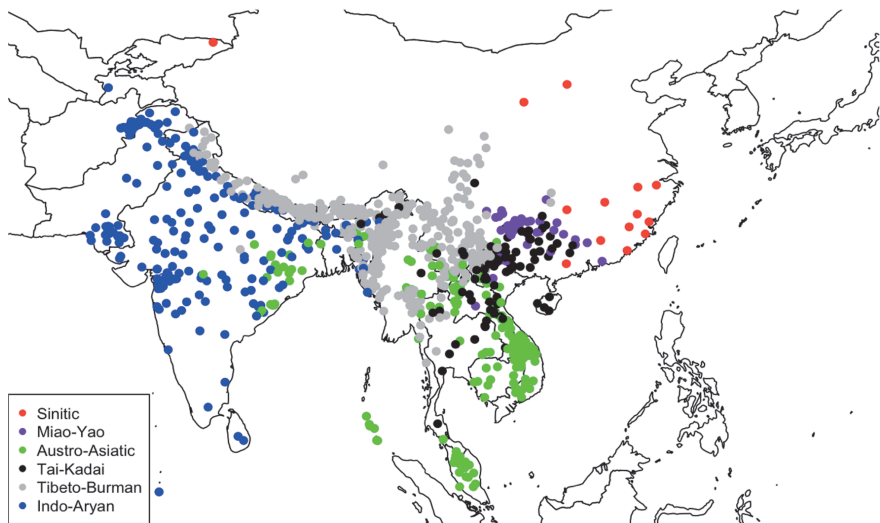 Sinitic
Miao-Yao
Austro-Asiatic
Tai-Kadai
Tibeto-Burman
Indo-Aryan